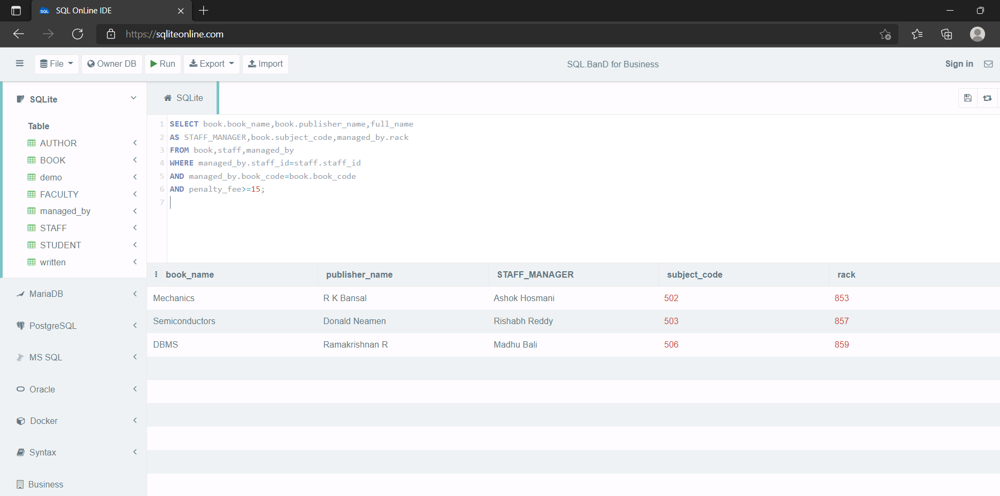 SQL OnLine IDE
https://sqliteonline.com
File
Owner DB
Run
Export
Import
SQL.BanD for Business
Sign in
SQLite
Table
AUTHOR
BOOK
demo
FACULTY
managed_by
STAFF
STUDENT
written
MariaDB
PostgreSQL
MS SQL
Oracle
Docker
Syntax
Business
SQLite
1 SELECT book.book_name,book.publisher_name,full_name
2 AS STAFF_MANAGER,book.subject_code,managed_by.rack
3 FROM book,staff,managed_by
4 WHERE managed_by.staff_id=staff.staff_id
5 AND managed_by.book_code=book.book_code
6 AND penalty_fee>=15;
7
book_name publisher_name STAFF_MANAGER subject_code rack
Mechanics R K Bansal Ashok Hosmani 502 853
Semiconductors Donald Neamen Rishabh Reddy 503 857
DBMS Ramakrishnan R Madhu Bali 506 859